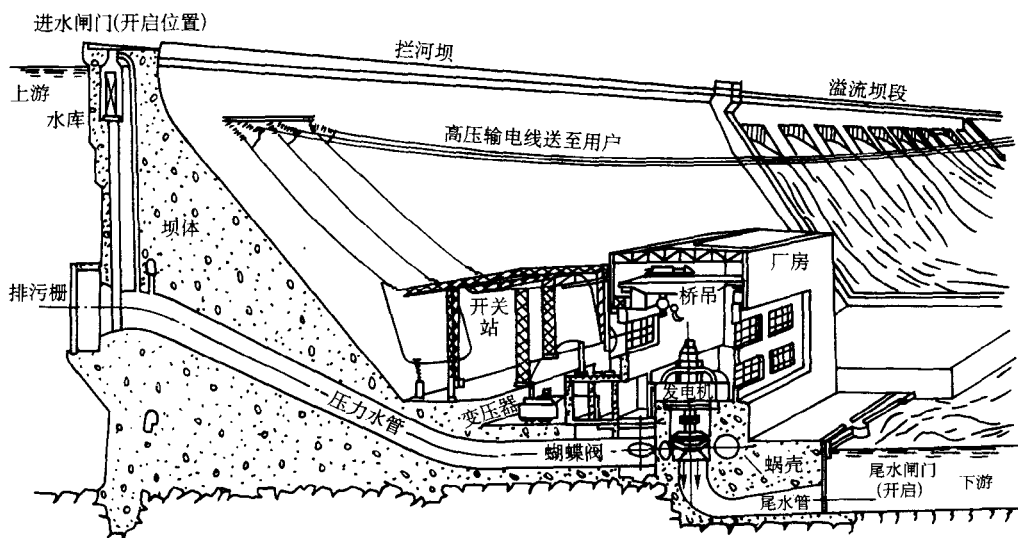 进水闸门(开启位置)
拦河坝
溢流坝段
上游
水库
高压输电线送至用户
坝体
厂房
排污栅
桥吊
开关
站
发电机
压力水管
变压器
蝴蝶阀
蜗壳
尾水闸门
(开启)
下游
尾水管